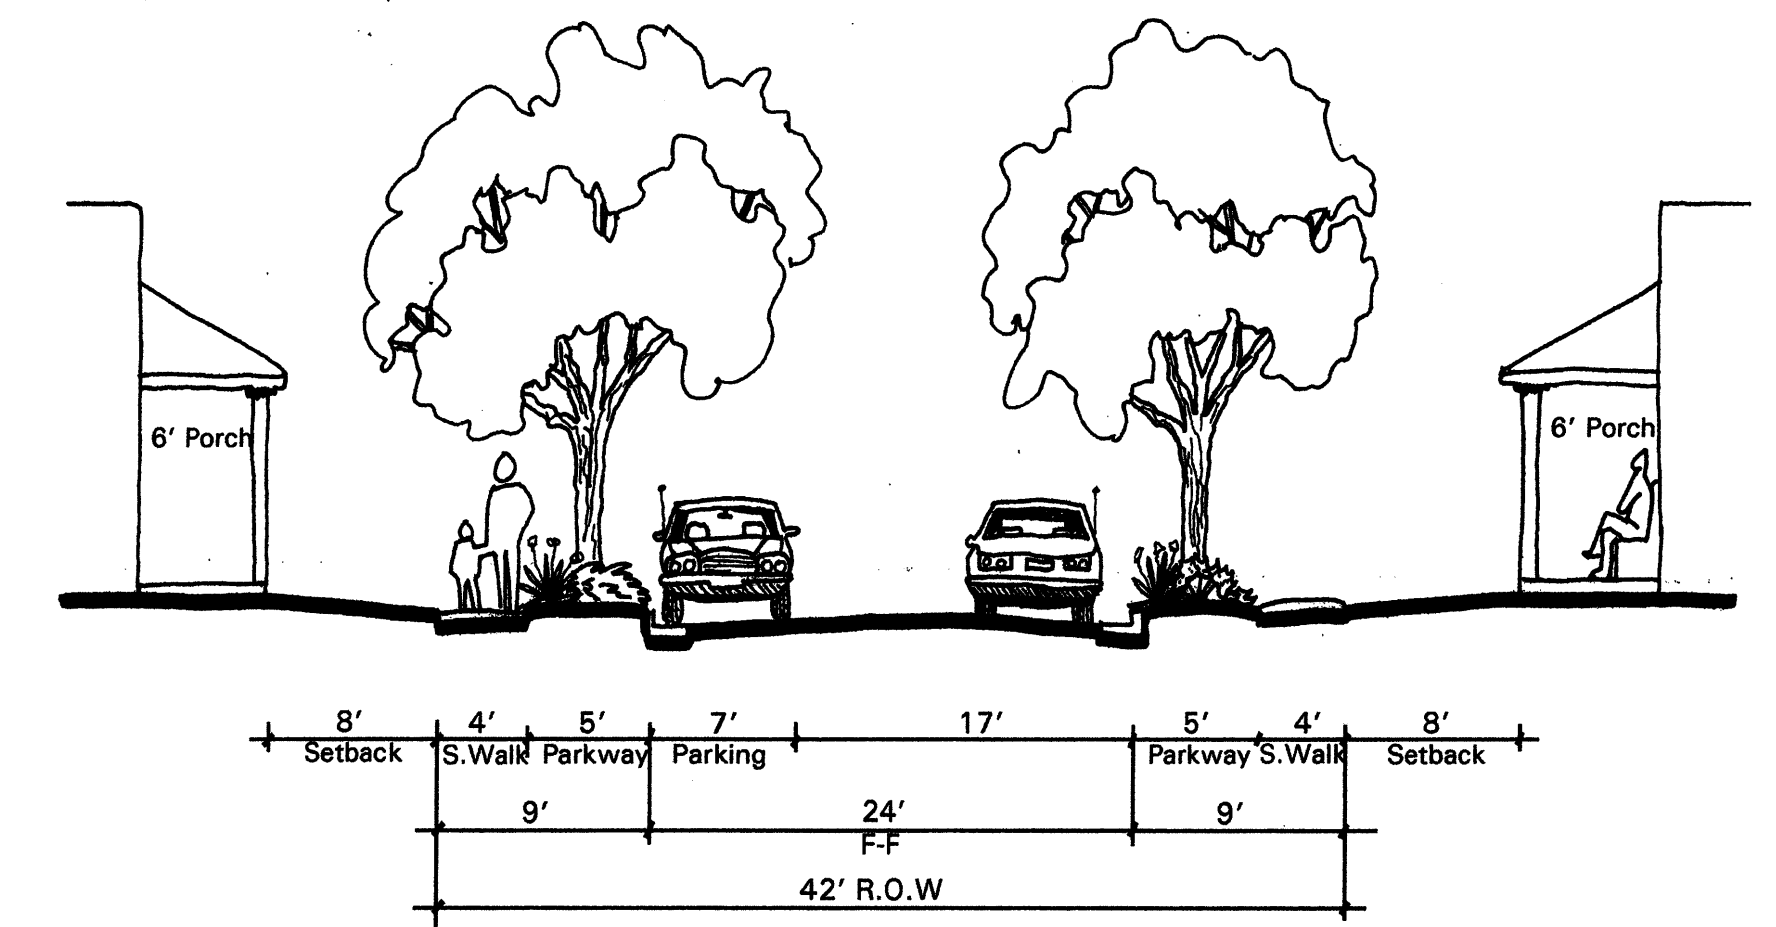 6' Porch
6' Porch
8' 4' 5' 7' 17' 5' 4' 8'
Setback S.Walk Parkway Parking Parkway S.Walk Setback
9' 24' 9'
F-F
42' R.O.W